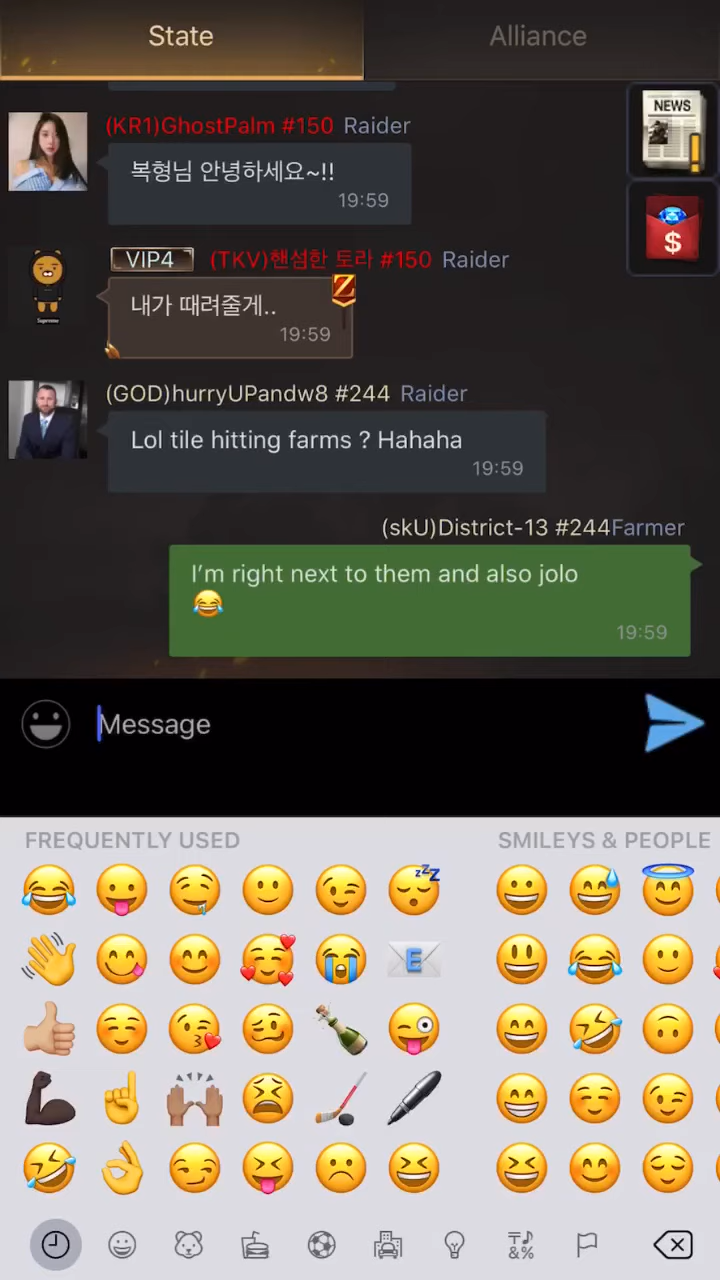 State
Alliance
NEWS
(KR1)GhostPalm #150 Raider
복형님 안녕하세요~!!
19:59
$
VIP4 (TKV)핸섬한 토라 #150 Raider
내가 때려줄게..
19:59
(GOD)hurryUPandw8 #244 Raider
Lol tile hitting farms ? Hahaha
19:59
(skU)District-13 #244Farmer
I’m right next to them and also jolo
😂
19:59
Message
FREQUENTLY USED
SMILEYS & PEOPLE